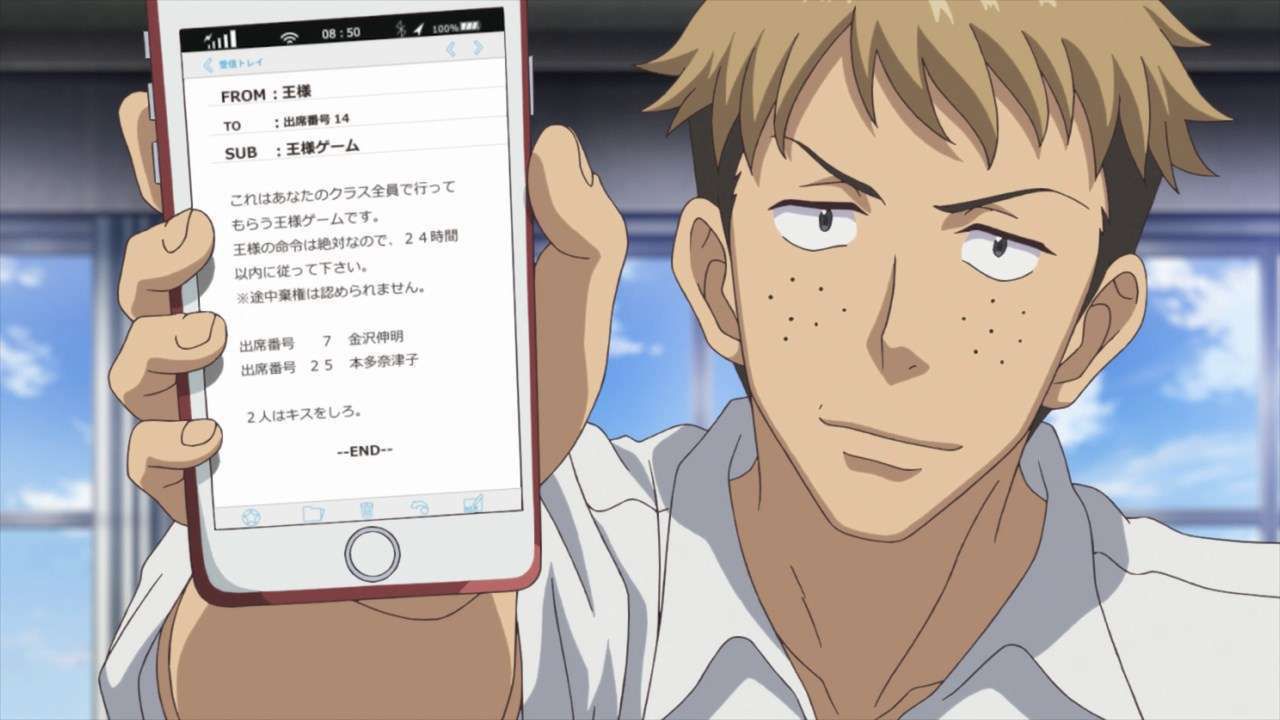 08:50 100%
受信トレイ
FROM：王様
TO ：出席番号 14
SUB ：王様ゲーム
これはあなたのクラス全員で行って
もらう王様ゲームです。
王様の命令は絶対なので、２４時間
以内に従って下さい。
※途中棄権は認められません。
出席番号　７　金沢伸明
出席番号　２５　本多奈津子
２人はキスをしろ。
--END--